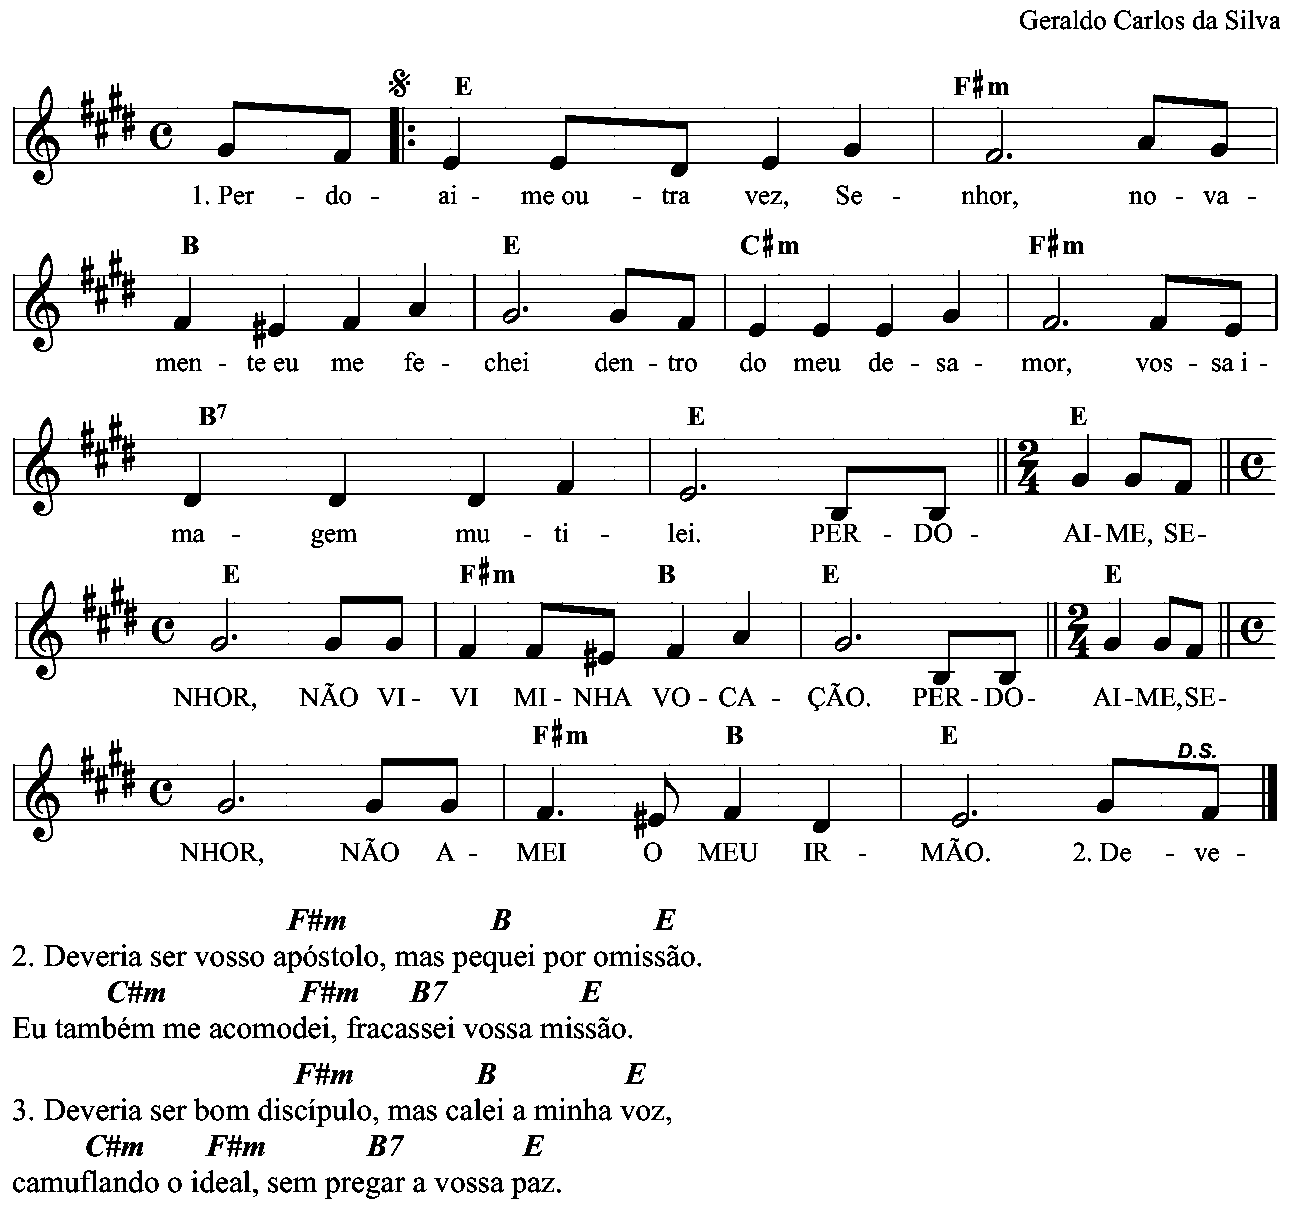 Geraldo Carlos da Silva
E F#m
1. Per - do - ai - me ou - tra vez, Se - nhor, no - va -
B E C#m F#m
men - te eu me fe - chei den - tro do meu de - sa - mor, vos - sa i -
B7 E E
2 4
ma - gem mu - ti - lei. PER - DO - AI-ME, SE-
E F#m B E E
2 4
NHOR, NÃO VI - VI MI - NHA VO - CA - ÇÃO. PER - DO- AI-ME, SE-
F#m B E D.S.
NHOR, NÃO A - MEI O MEU IR - MÃO. 2. De - ve -
F#m B E
2. Deveria ser vosso apóstolo, mas pequei por omissão.
C#m F#m B7 E
Eu também me acomodei, fracassei vossa missão.
F#m B E
3. Deveria ser bom discípulo, mas calei a minha voz,
C#m F#m B7 E
camuflando o ideal, sem pregar a vossa paz.